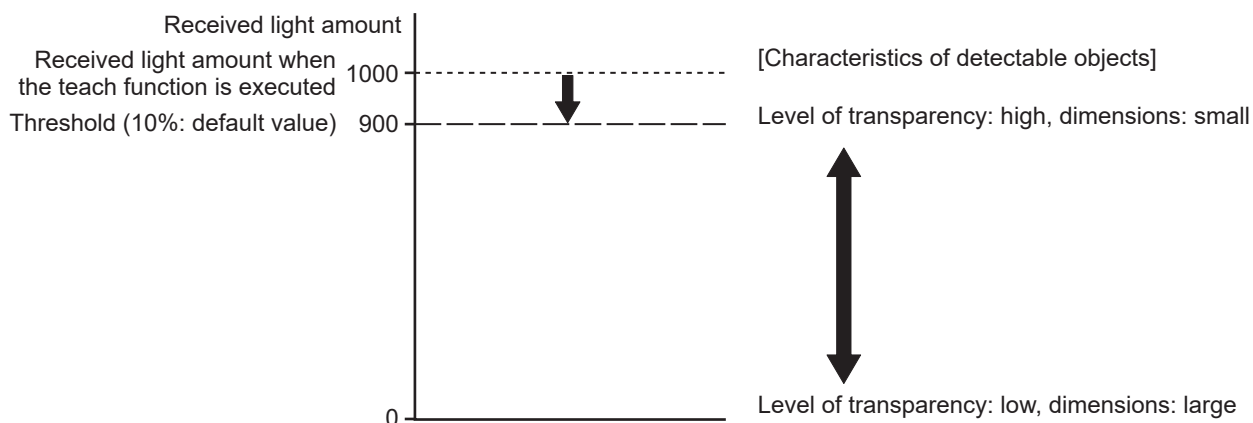 Received light amount
Received light amount when
the teach function is executed
1000
[Characteristics of detectable objects]
Threshold (10%: default value)
900
Level of transparency: high, dimensions: small
0
Level of transparency: low, dimensions: large